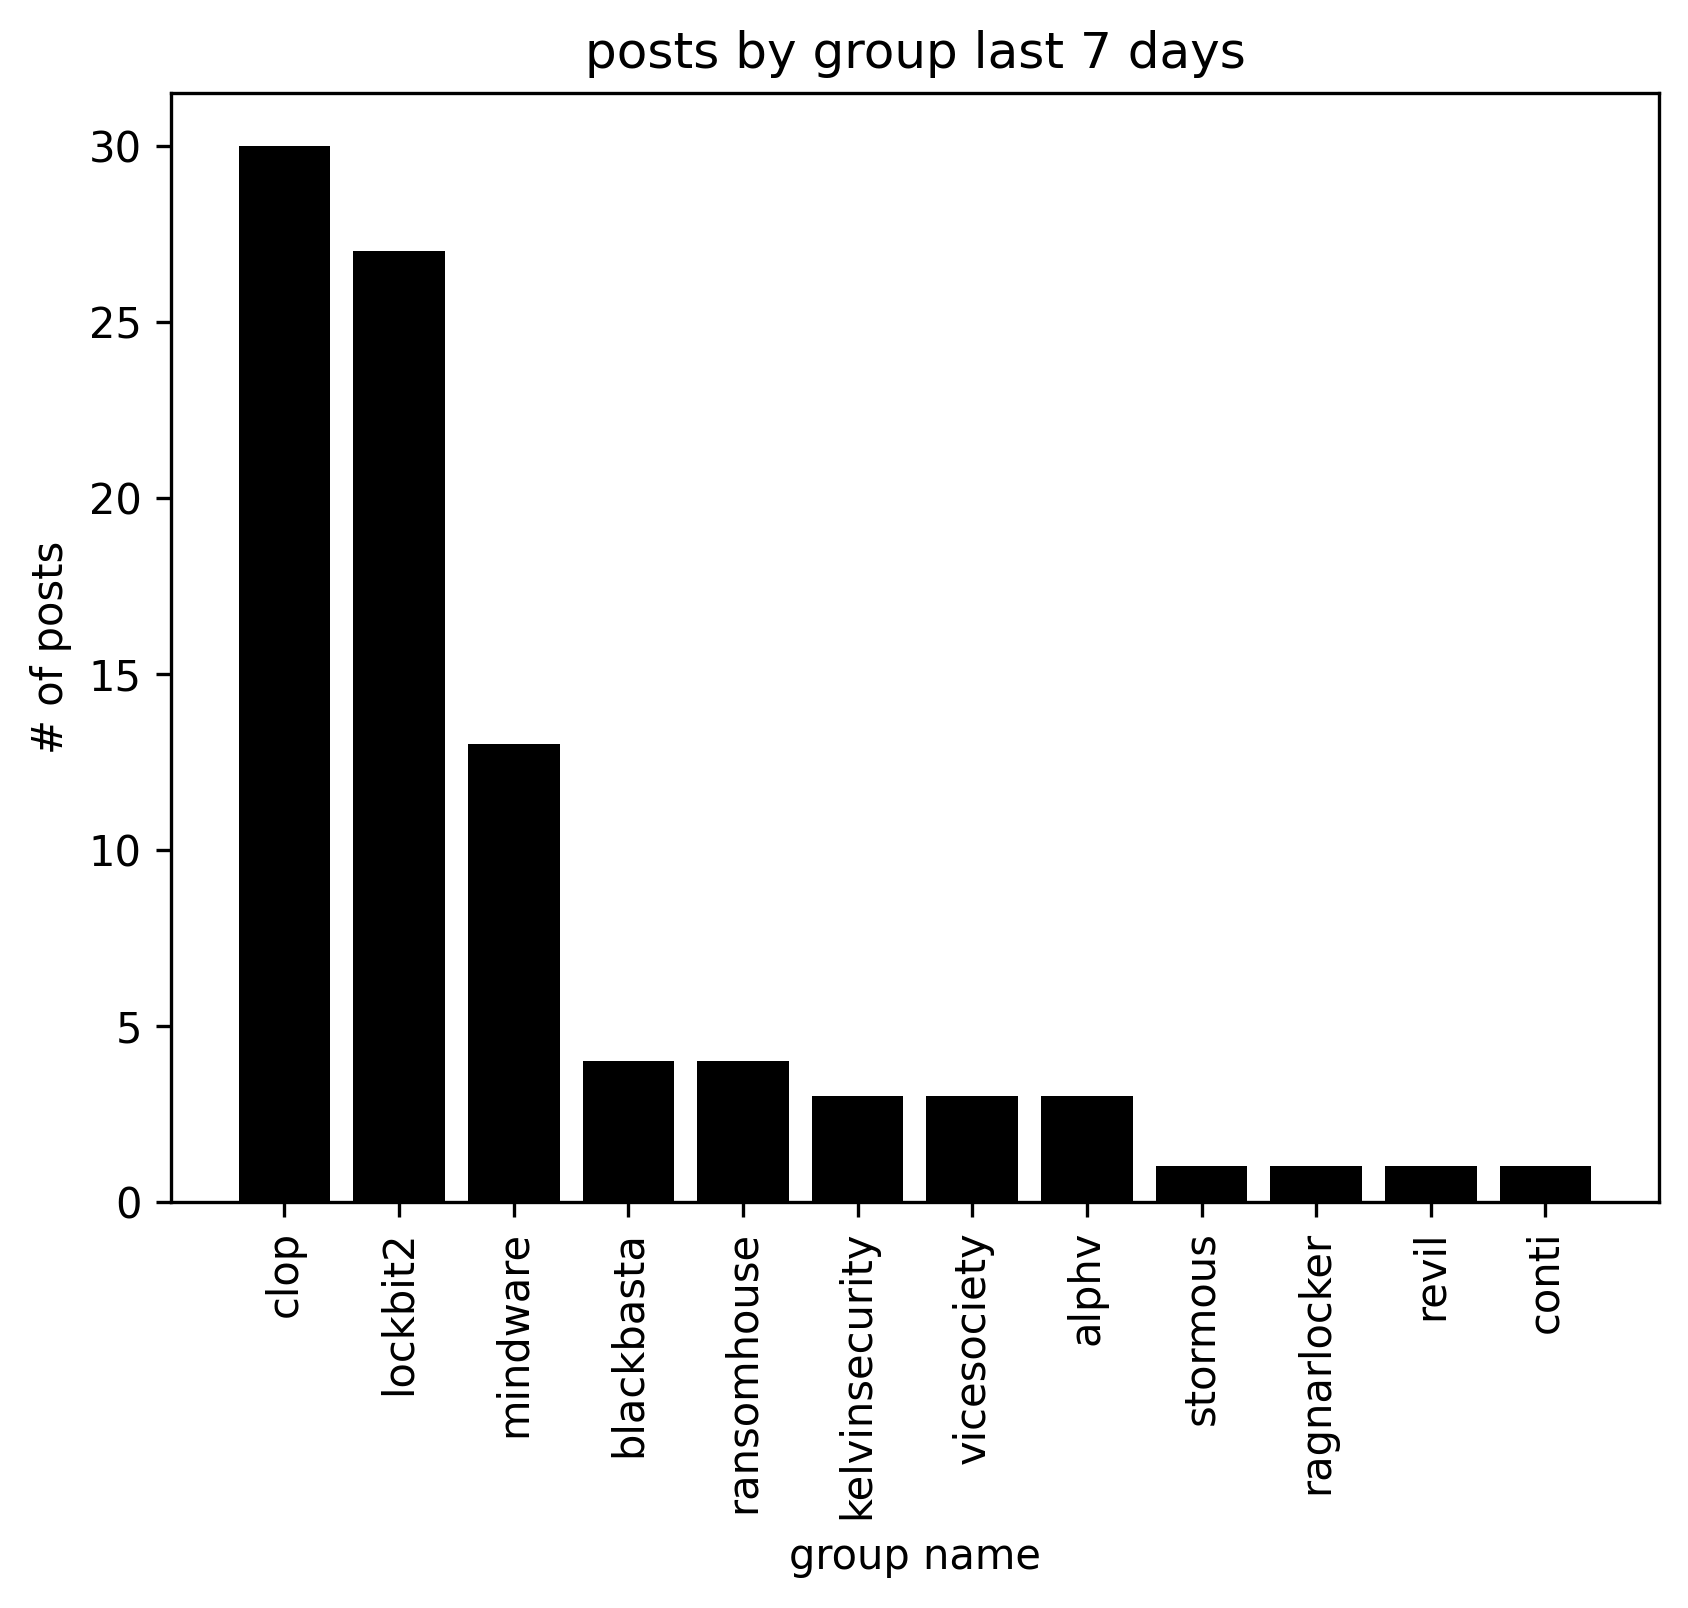 posts by group last 7 days
# of posts
30
25
20
15
10
5
0
clop
lockbit2
mindware
blackbasta
ransomhouse
kelvinsecurity
vicesociety
alphv
stormous
ragnarlocker
revil
conti
group name